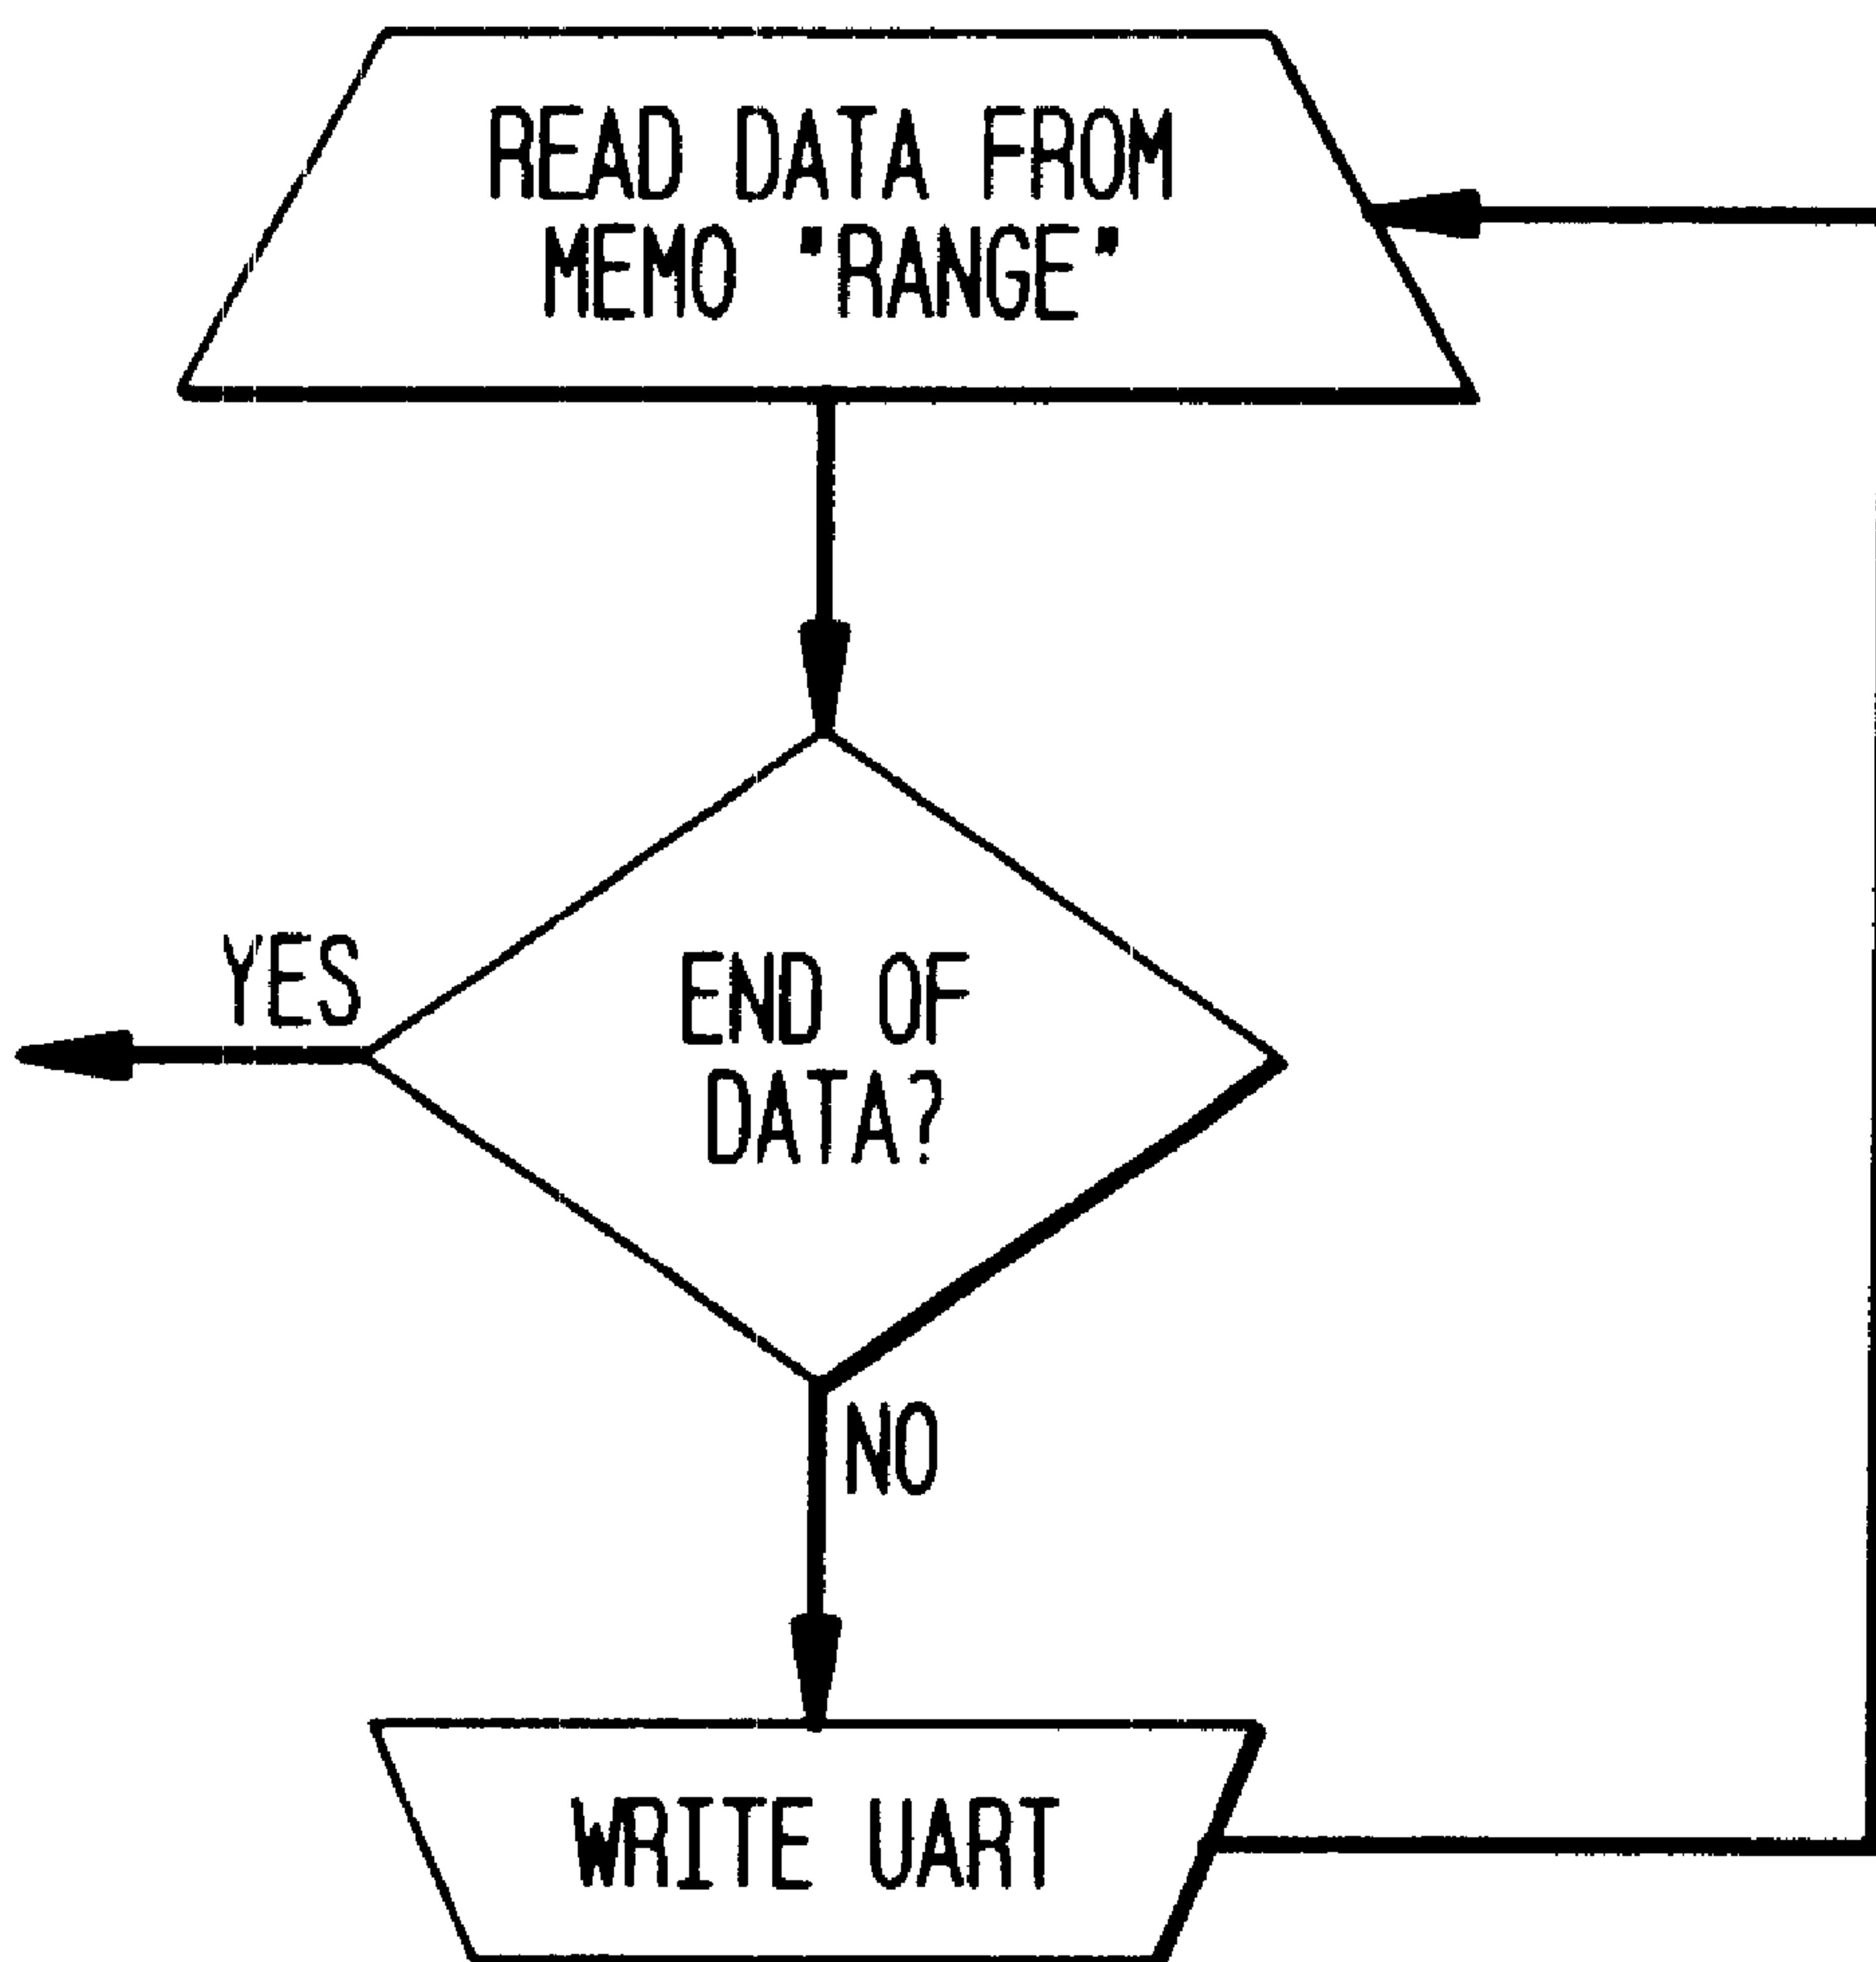 READ DATA FROM
MEMO "RANGE"
YES
END OF
DATA?
NO
WRITE UART